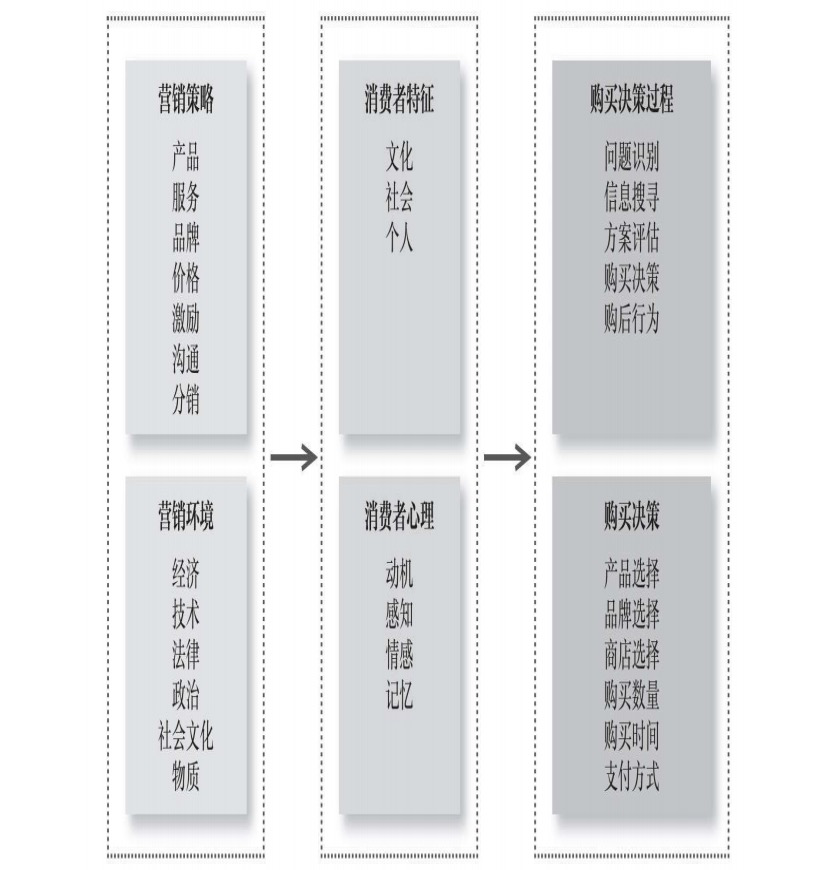 营销策略
产品
服务
品牌
价格
激励
沟通
分销
营销环境
经济
技术
法律
政治
社会文化
物质
消费者特征
文化
社会
个人
消费者心理
动机
感知
情感
记忆
购买决策过程
问题识别
信息搜寻
方案评估
购买决策
购后行为
购买决策
产品选择
品牌选择
商店选择
购买数量
购买时间
支付方式